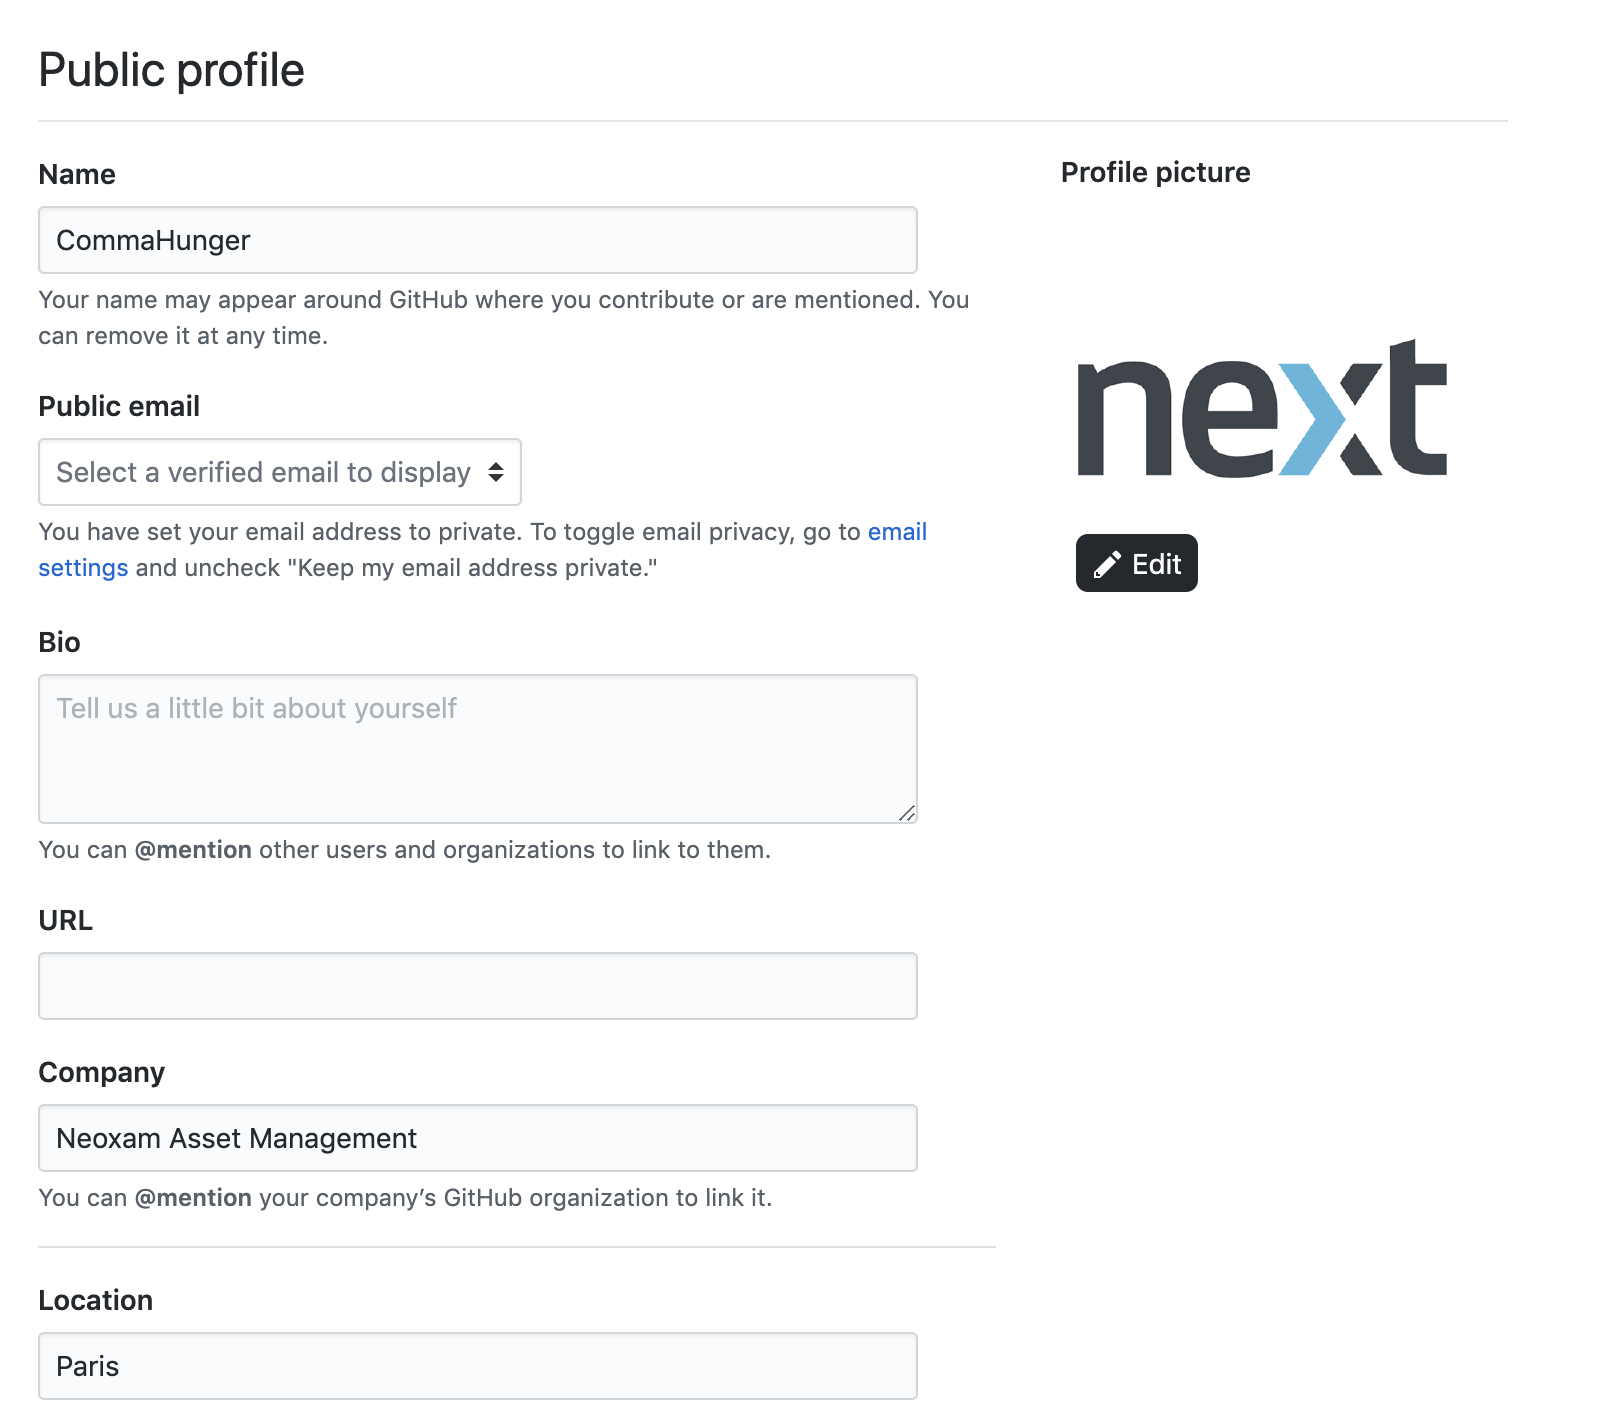 Public profile
Name
CommaHunger
Your name may appear around GitHub where you contribute or are mentioned. You
can remove it at any time.
Public email
Select a verified email to display
You have set your email address to private. To toggle email privacy, go to email
settings and uncheck "Keep my email address private."
Bio
Tell us a little bit about yourself
You can @mention other users and organizations to link to them.
URL
Company
Neoxam Asset Management
You can @mention your company’s GitHub organization to link it.
Location
Paris
Profile picture
next
Edit